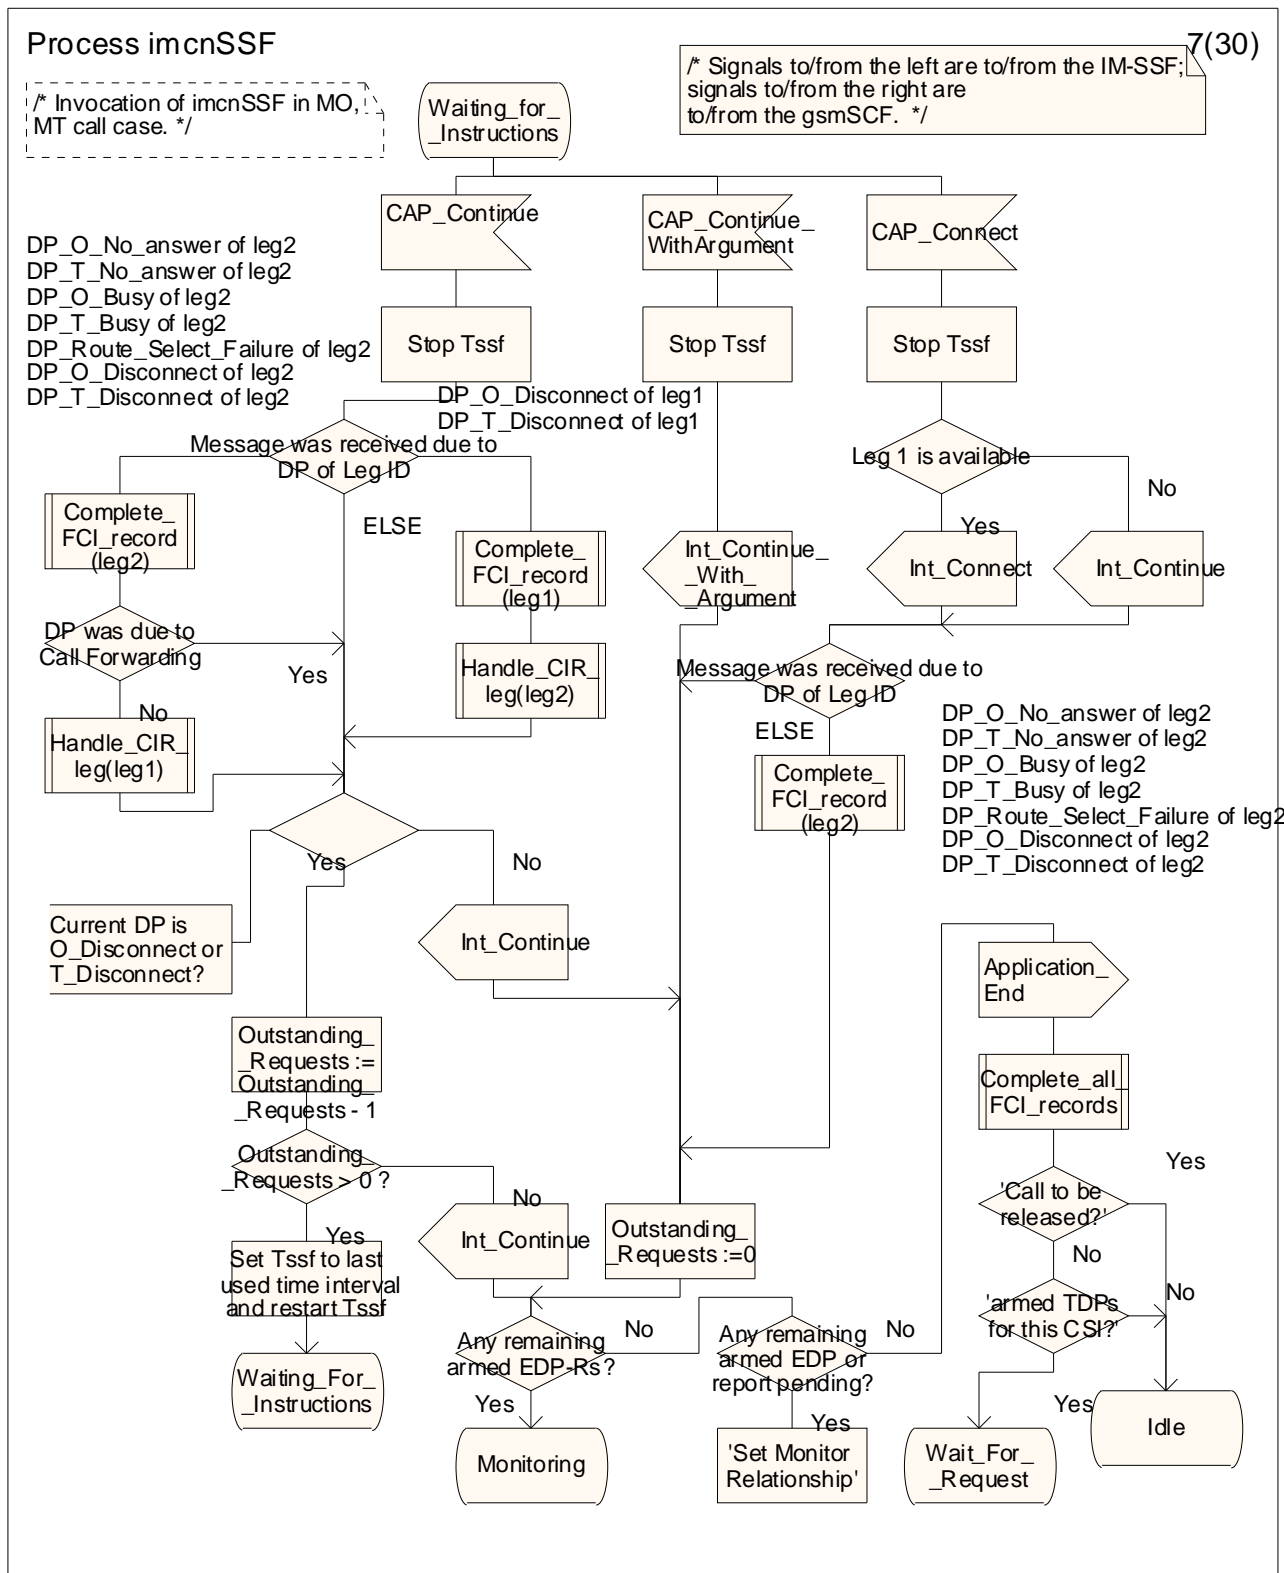 Process imcnSSF
7(30)
/* Invocation of imcnSSF in MO,
MT call case. */
Waiting_for_
_Instructions
/* Signals to/from the left are to/from the IM-SSF;
signals to/from the right are
to/from the gsmSCF. */
CAP_Continue
CAP_Continue_
WithArgument
CAP_Connect
DP_O_No_answer of leg2
DP_T_No_answer of leg2
DP_O_Busy of leg2
DP_T_Busy of leg2
DP_Route_Select_Failure of leg2
DP_O_Disconnect of leg2
DP_T_Disconnect of leg2
Stop Tssf
Stop Tssf
Stop Tssf
DP_O_Disconnect of leg1
DP_T_Disconnect of leg1
Message was received due to
DP of Leg ID
Leg 1 is available
No
Yes
ELSE
Complete_
FCI_record
(leg2)
Complete_
FCI_record
(leg1)
Int_Continue_
_With_
_Argument
Int_Connect
Int_Continue
DP was due to
Call Forwarding
Yes
No
Handle_CIR_
leg(leg2)
Message was received due to
DP of Leg ID
ELSE
Handle_CIR_
leg(leg1)
Complete_
FCI_record
(leg2)
DP_O_No_answer of leg2
DP_T_No_answer of leg2
DP_O_Busy of leg2
DP_T_Busy of leg2
DP_Route_Select_Failure of leg2
DP_O_Disconnect of leg2
DP_T_Disconnect of leg2
Yes
No
Current DP is
O_Disconnect or
T_Disconnect?
Int_Continue
Application_
End
Outstanding_
_Requests :=
Outstanding_
_Requests - 1
Complete_all_
FCI_records
Outstanding_
_Requests > 0 ?
No
Yes
Yes
'Call to be
released?'
No
Int_Continue
Outstanding_
_Requests :=0
Set Tssf to last
used time interval
and restart Tssf
'armed TDPs
for this CSI?'
No
Yes
Any remaining
armed EDP-Rs?
No
Yes
Any remaining
armed EDP or
report pending?
No
Yes
Waiting_For_
_Instructions
Monitoring
'Set Monitor
Relationship'
Wait_For_
_Request
Idle